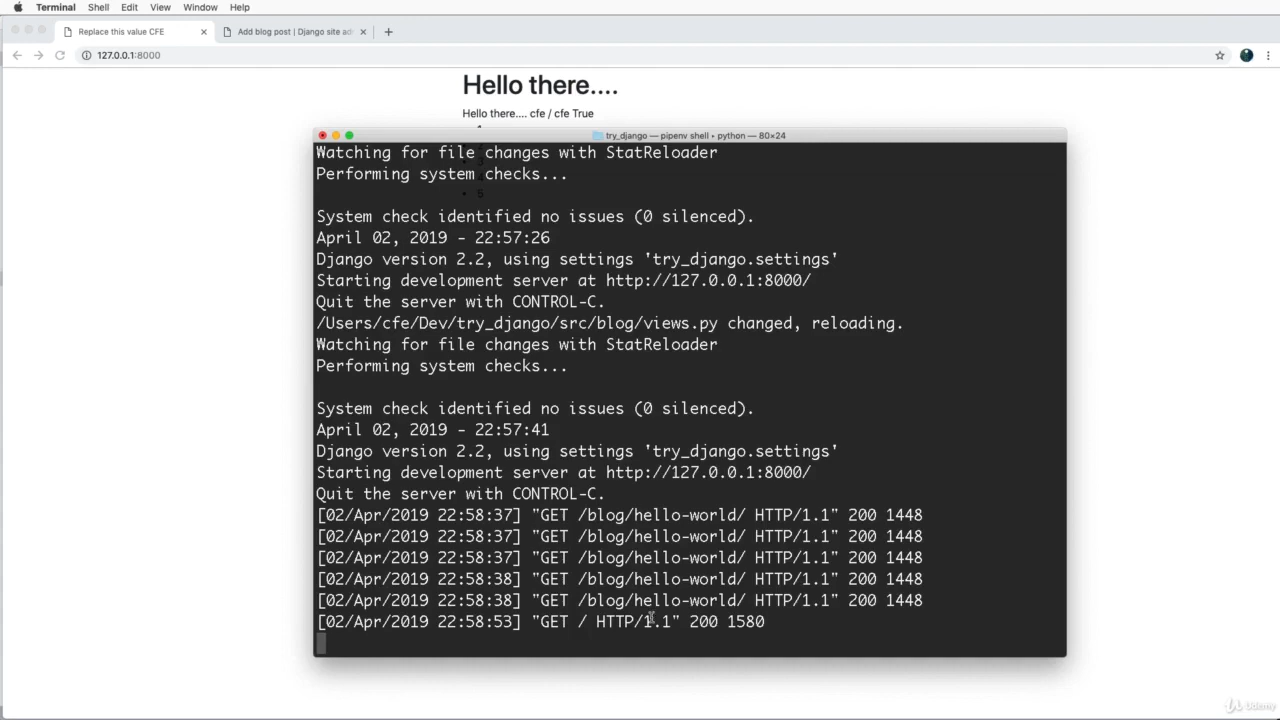 Terminal Shell Edit View Window Help
Replace this value CFE
Add blog post | Django site ad
127.0.0.1:8000
Hello there....
Hello there.... cfe / cfe True
try_django — pipenv shell • python — 80×24
Watching for file changes with StatReloader
Performing system checks...
5
System check identified no issues (0 silenced).
April 02, 2019 - 22:57:26
Django version 2.2, using settings 'try_django.settings'
Starting development server at http://127.0.0.1:8000/
Quit the server with CONTROL-C.
/Users/cfe/Dev/try_django/src/blog/views.py changed, reloading.
Watching for file changes with StatReloader
Performing system checks...
System check identified no issues (0 silenced).
April 02, 2019 - 22:57:41
Django version 2.2, using settings 'try_django.settings'
Starting development server at http://127.0.0.1:8000/
Quit the server with CONTROL-C.
[02/Apr/2019 22:58:37] "GET /blog/hello-world/ HTTP/1.1" 200 1448
[02/Apr/2019 22:58:37] "GET /blog/hello-world/ HTTP/1.1" 200 1448
[02/Apr/2019 22:58:37] "GET /blog/hello-world/ HTTP/1.1" 200 1448
[02/Apr/2019 22:58:38] "GET /blog/hello-world/ HTTP/1.1" 200 1448
[02/Apr/2019 22:58:38] "GET /blog/hello-world/ HTTP/1.1" 200 1448
[02/Apr/2019 22:58:53] "GET / HTTP/1.1" 200 1580
Udemy